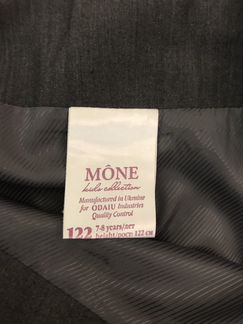 MÔNE
kids collection
Manufactured in Ukraine
for ODAIU Industries
Quality Control
122 7-8 years/лет
height/рост 122 см